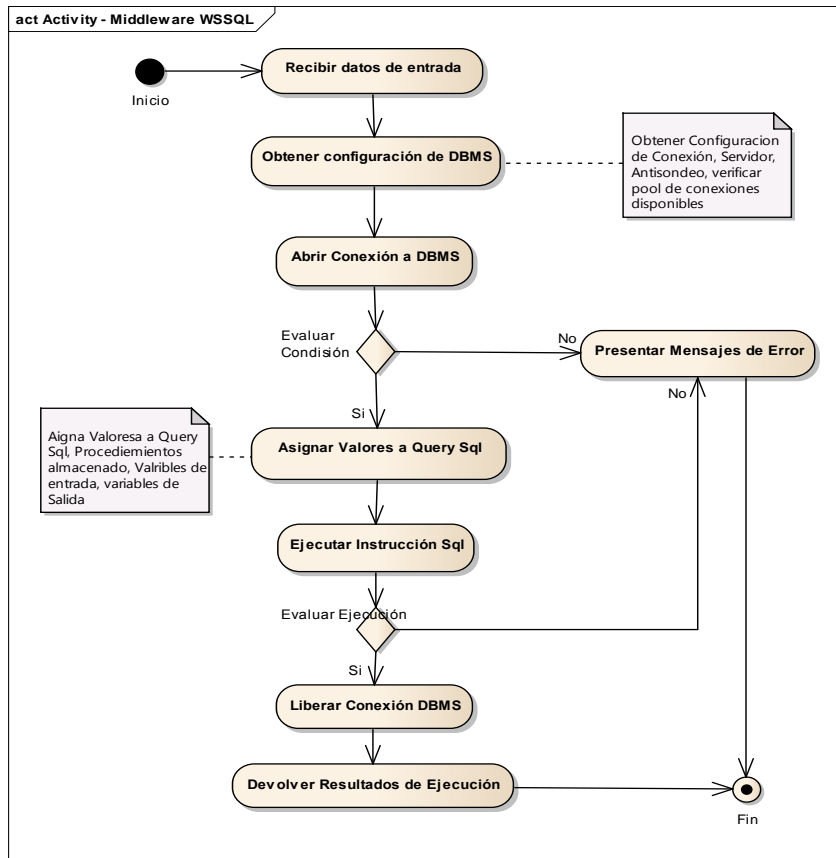 act Activity - Middleware WSSQL
Inicio
Recibir datos de entrada
Obtener configuración de DBMS
Obtener Configuracion
de Conexión, Servidor,
Antisondeo, verificar
pool de conexiones
disponibles
Abrir Conexión a DBMS
Evaluar
Condisión
No
Presentar Mensajes de Error
No
Si
Aigna Valoresa a Query
Sql, Procediemientos
almacenado, Valribles de
entrada, variables de
Salida
Asignar Valores a Query Sql
Ejecutar Instrucción Sql
Evaluar Ejecución
Si
Liberar Conexión DBMS
Devolver Resultados de Ejecución
Fin